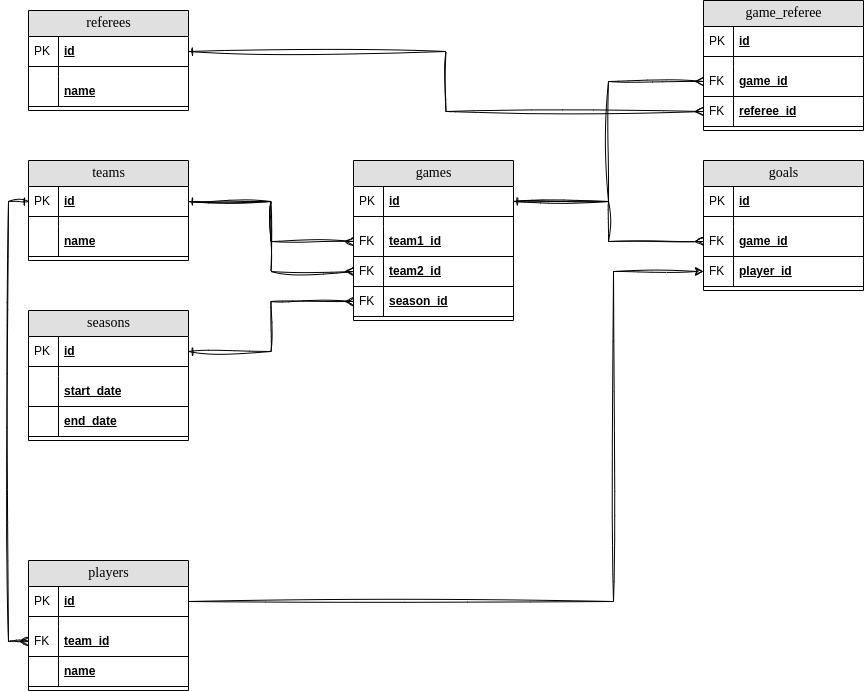 referees
PK id
name
game_referee
PK id
FK game_id
FK referee_id
teams
PK id
name
games
PK id
FK team1_id
FK team2_id
FK season_id
goals
PK id
FK game_id
FK player_id
seasons
PK id
start_date
end_date
players
PK id
FK team_id
name